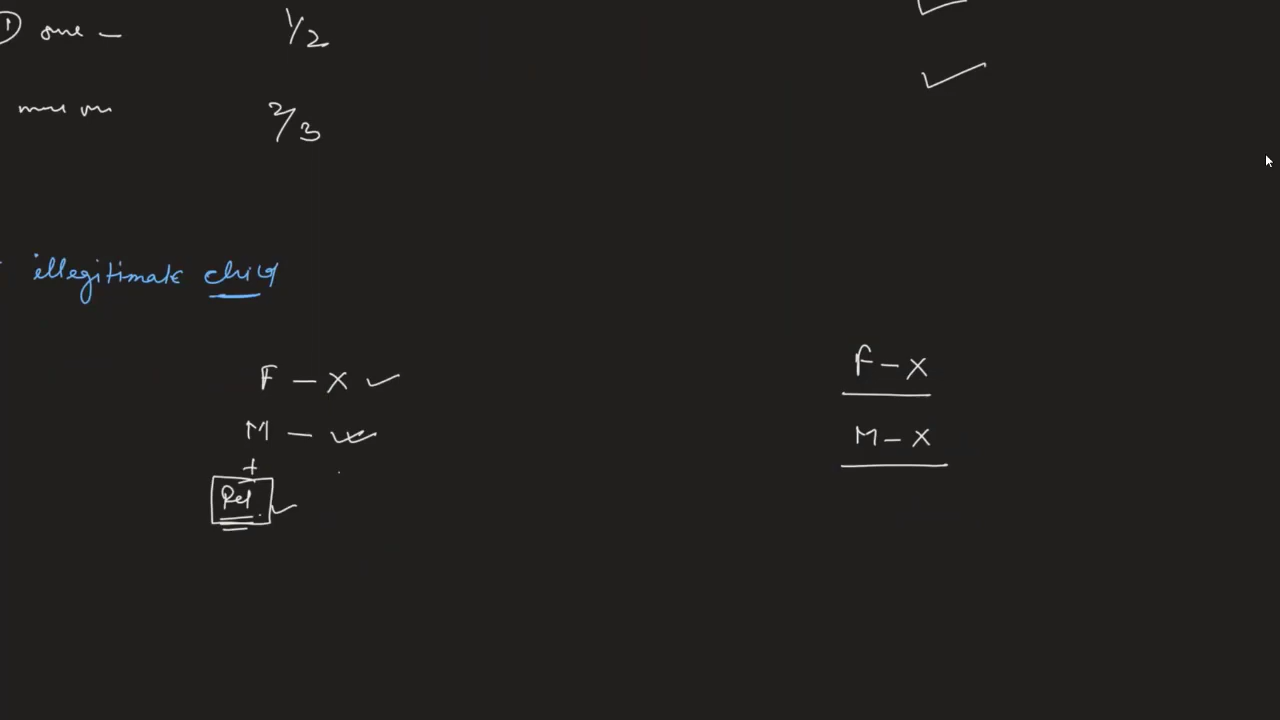 ① one — 1/2
2/3
illegitimate child
F — X ✓
F — X
M — ✓
M — X
+
Rel. ✓